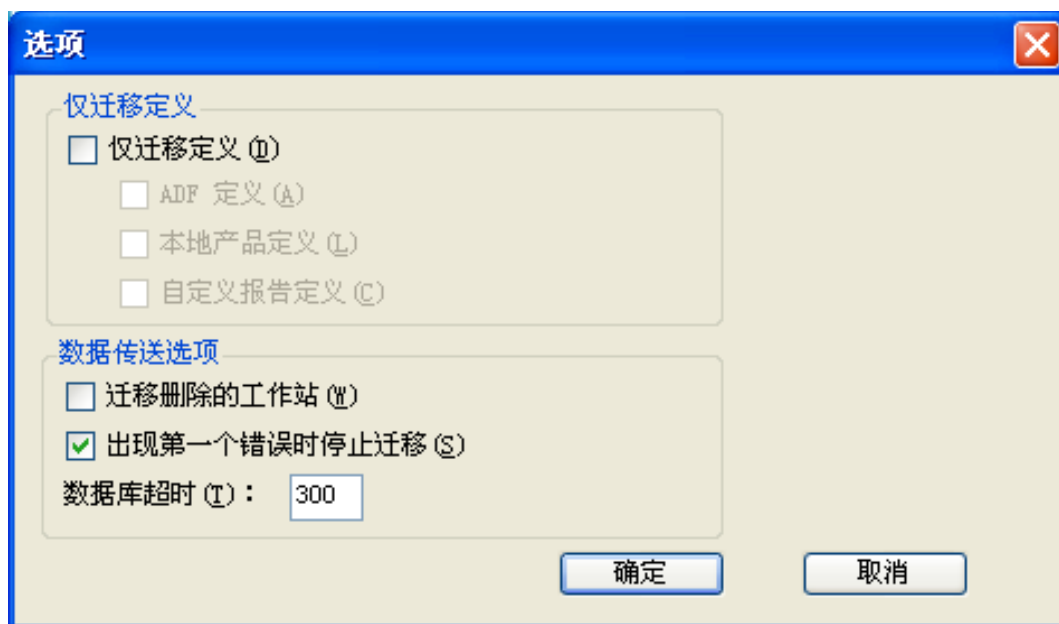 选项
仅迁移定义
仅迁移定义(D)
ADF 定义(A)
本地产品定义(L)
自定义报告定义(C)
数据传送选项
迁移删除的工作站(W)
出现第一个错误时停止迁移(S)
数据库超时(T)： 300
确定 取消